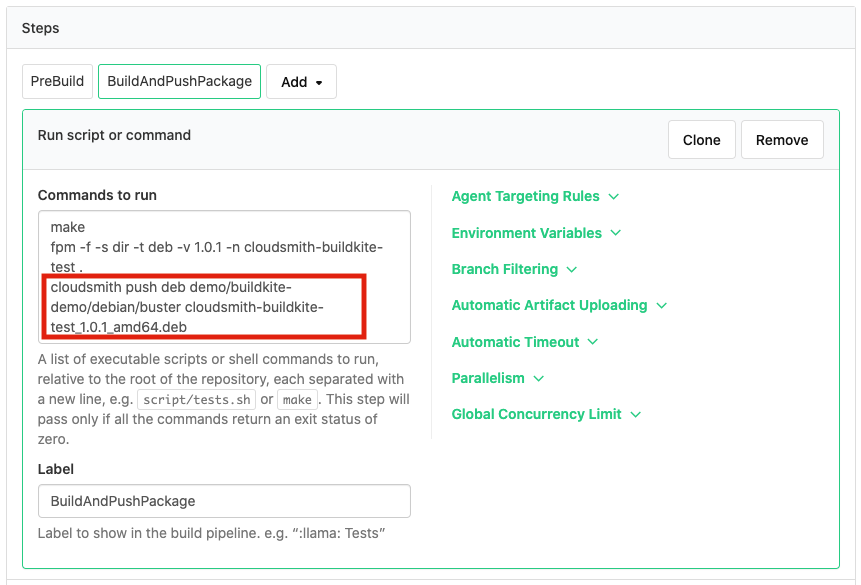 Steps
PreBuild
BuildAndPushPackage
Add
Run script or command
Clone
Remove
Commands to run
make
fpm -f -s dir -t deb -v 1.0.1 -n cloudsmith-buildkite-
test .
cloudsmith push deb demo/buildkite-
demo/debian/buster cloudsmith-buildkite-
test_1.0.1_amd64.deb
A list of executable scripts or shell commands to run,
relative to the root of the repository, each separated with
a new line, e.g. script/tests.sh or make. This step will
pass only if all the commands return an exit status of
zero.
Label
BuildAndPushPackage
Label to show in the build pipeline. e.g. “:llama: Tests”
Agent Targeting Rules
Environment Variables
Branch Filtering
Automatic Artifact Uploading
Automatic Timeout
Parallelism
Global Concurrency Limit